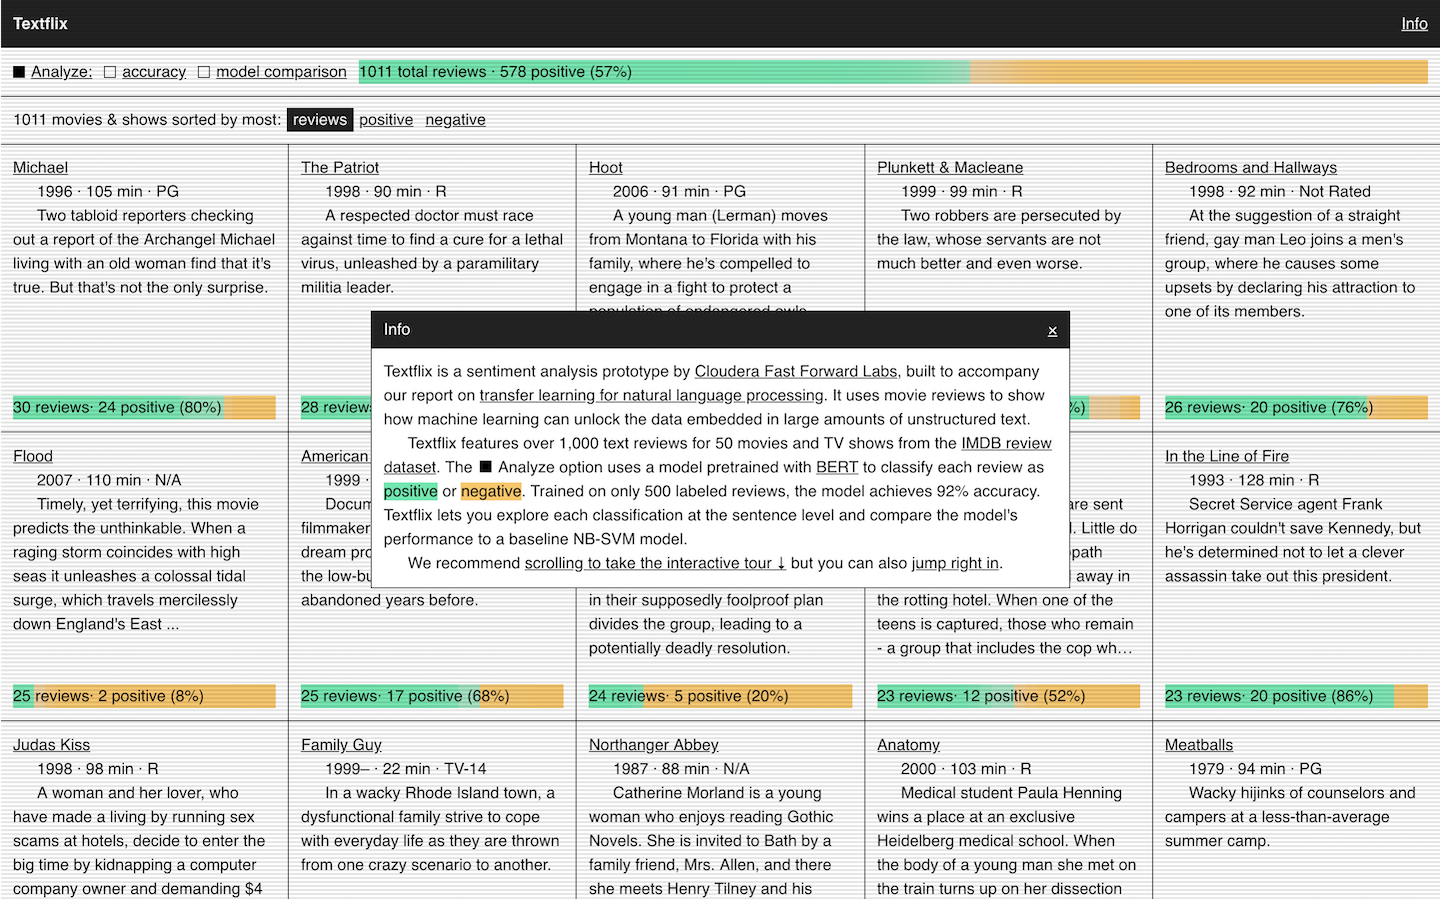 Textflix
Info
Analyze: accuracy model comparison 1011 total reviews · 578 positive (57%)
1011 movies & shows sorted by most: reviews positive negative
Michael
1996 · 105 min · PG
Two tabloid reporters checking
out a report of the Archangel Michael
living with an old woman find that it's
true. But that's not the only surprise.
30 reviews· 24 positive (80%)
The Patriot
1998 · 90 min · R
A respected doctor must race
against time to find a cure for a lethal
virus, unleashed by a paramilitary
militia leader.
28 reviews
Hoot
2006 · 91 min · PG
A young man (Lerman) moves
from Montana to Florida with his
family, where he's compelled to
engage in a fight to protect a
population of endangered owls.
Plunkett & Macleane
1999 · 99 min · R
Two robbers are persecuted by
the law, whose servants are not
much better and even worse.
%)
Bedrooms and Hallways
1998 · 92 min · Not Rated
At the suggestion of a straight
friend, gay man Leo joins a men's
group, where he causes some
upsets by declaring his attraction to
one of its members.
26 reviews· 20 positive (76%)
Info
×
Textflix is a sentiment analysis prototype by Cloudera Fast Forward Labs, built to accompany
our report on transfer learning for natural language processing. It uses movie reviews to show
how machine learning can unlock the data embedded in large amounts of unstructured text.
Textflix features over 1,000 text reviews for 50 movies and TV shows from the IMDB review
dataset. The ■ Analyze option uses a model pretrained with BERT to classify each review as
positive or negative. Trained on only 500 labeled reviews, the model achieves 92% accuracy.
Textflix lets you explore each classification at the sentence level and compare the model's
performance to a baseline NB-SVM model.
We recommend scrolling to take the interactive tour ↓ but you can also jump right in.
Flood
2007 · 110 min · N/A
Timely, yet terrifying, this movie
predicts the unthinkable. When a
raging storm coincides with high
seas it unleashes a colossal tidal
surge, which travels mercilessly
down England's East ...
25 reviews· 2 positive (8%)
American
1999 ·
Docum
filmmaker
dream pro
the low-bu
abandoned years before.
25 reviews· 17 positive (68%)
in their supposedly foolproof plan
divides the group, leading to a
potentially deadly resolution.
24 reviews· 5 positive (20%)
are sent
l. Little do
opath
away in
the rotting hotel. When one of the
teens is captured, those who remain
- a group that includes the cop wh…
23 reviews· 12 positive (52%)
In the Line of Fire
1993 · 128 min · R
Secret Service agent Frank
Horrigan couldn't save Kennedy, but
he's determined not to let a clever
assassin take out this president.
23 reviews· 20 positive (86%)
Judas Kiss
1998 · 98 min · R
A woman and her lover, who
have made a living by running sex
scams at hotels, decide to enter the
big time by kidnapping a computer
company owner and demanding $4
Family Guy
1999– · 22 min · TV-14
In a wacky Rhode Island town, a
dysfunctional family strive to cope
with everyday life as they are thrown
from one crazy scenario to another.
Northanger Abbey
1987 · 88 min · N/A
Catherine Morland is a young
woman who enjoys reading Gothic
Novels. She is invited to Bath by a
family friend, Mrs. Allen, and there
she meets Henry Tilney and his
Anatomy
2000 · 103 min · R
Medical student Paula Henning
wins a place at an exclusive
Heidelberg medical school. When
the body of a young man she met on
the train turns up on her dissection
Meatballs
1979 · 94 min · PG
Wacky hijinks of counselors and
campers at a less-than-average
summer camp.